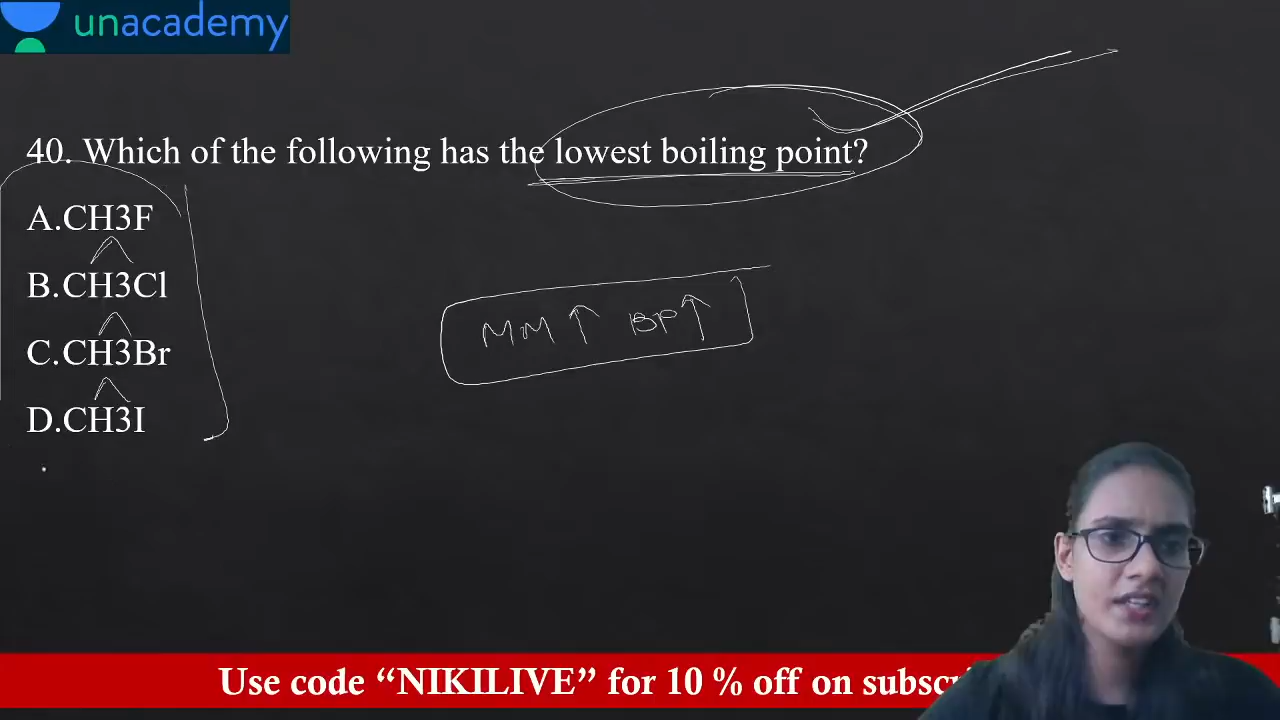 unacademy
40. Which of the following has the lowest boiling point?
A.CH3F
B.CH3Cl
C.CH3Br
D.CH3I
MM ↑ BP ↑
Use code “NIKILIVE” for 10 % off on